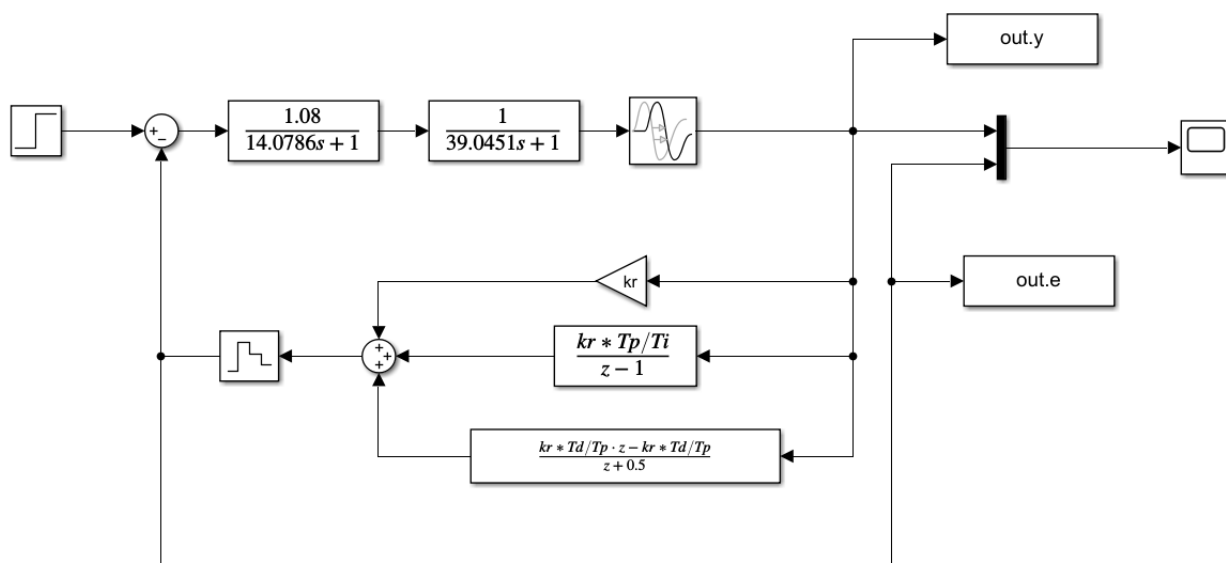 out.y
+
−
1.08
14.0786s + 1
1
39.0451s + 1
kr
out.e
+
+
+
kr ∗ Tp/Ti
z − 1
kr ∗ Td/Tp · z − kr ∗ Td/Tp
z + 0.5